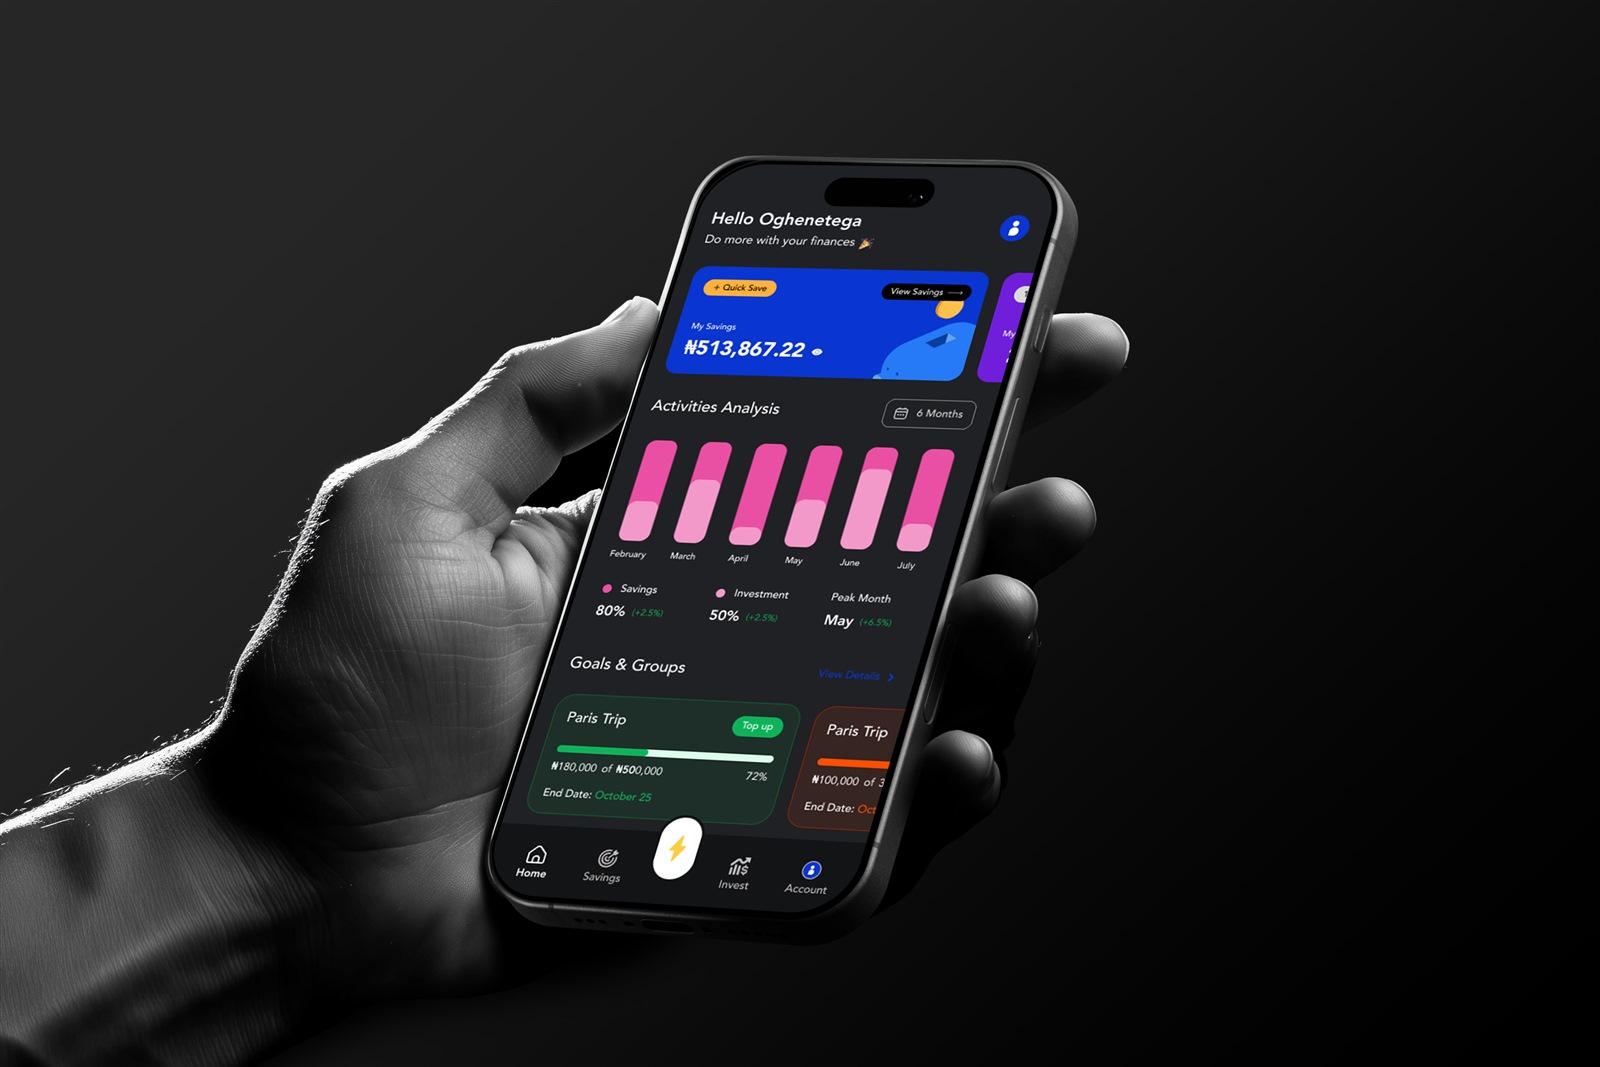 Hello Oghenetega
Do more with your finances
+ Quick Save
View Savings
My Savings
₦513,867.22
My
Activities Analysis
6 Months
February March April May June July
Savings
80% (+2.5%)
Investment
50% (+2.5%)
Peak Month
May (+6.5%)
Goals & Groups
View Details
Paris Trip
Top up
₦180,000 of ₦500,000
72%
End Date: October 25
Paris Trip
₦100,000 of 3
End Date: Oct
Home
Savings
Invest
Account